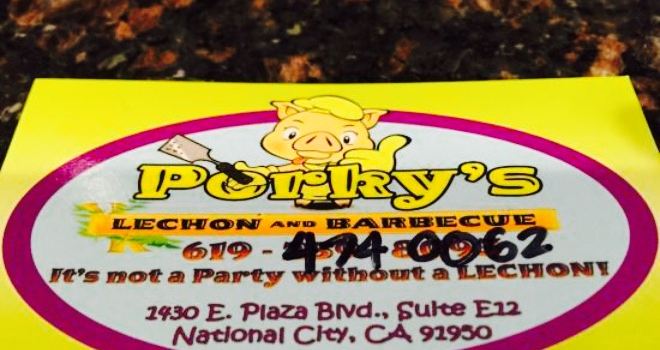 Porky's
LECHON AND BARBECUE
619 - 474 0062
It's not a Party without a LECHON!
1430 E. Plaza Blvd., Suite E12
National City, CA 91950